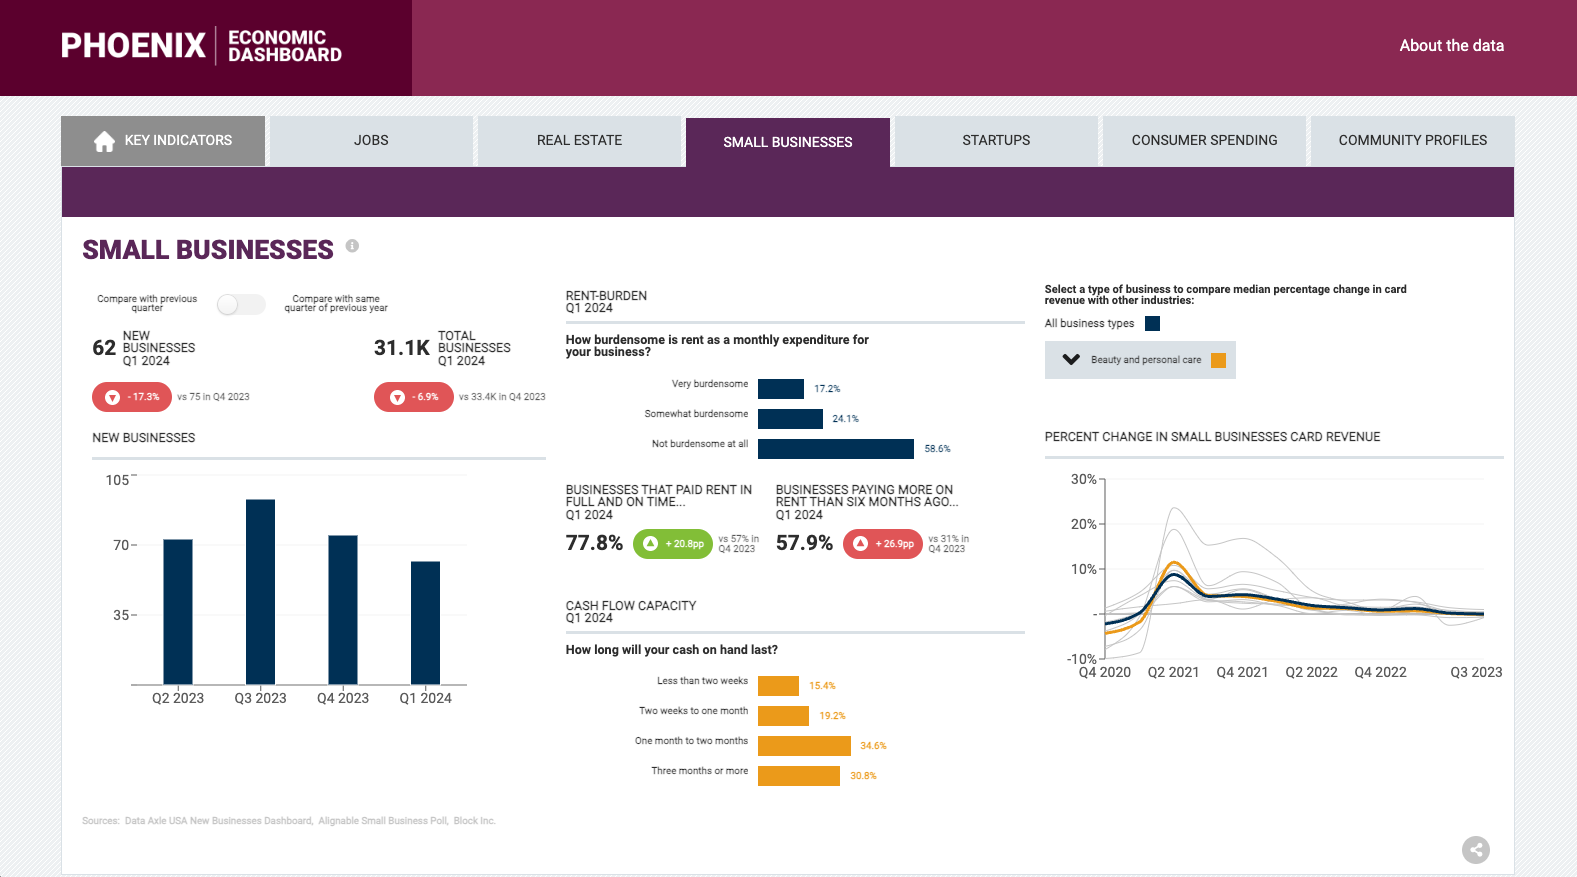 PHOENIX
ECONOMIC
DASHBOARD
About the data
KEY INDICATORS
JOBS
REAL ESTATE
SMALL BUSINESSES
STARTUPS
CONSUMER SPENDING
COMMUNITY PROFILES
SMALL BUSINESSES
Compare with previous
quarter
Compare with same
quarter of previous year
62
NEW
BUSINESSES
Q1 2024
- 17.3%
vs 75 in Q4 2023
31.1K
TOTAL
BUSINESSES
Q1 2024
- 6.9%
vs 33.4K in Q4 2023
NEW BUSINESSES
105
70
35
Q2 2023
Q3 2023
Q4 2023
Q1 2024
RENT-BURDEN
Q1 2024
How burdensome is rent as a monthly expenditure for
your business?
Very burdensome
17.2%
Somewhat burdensome
24.1%
Not burdensome at all
58.6%
BUSINESSES THAT PAID RENT IN
FULL AND ON TIME...
Q1 2024
77.8%
+ 20.8pp
vs 57% in
Q4 2023
BUSINESSES PAYING MORE ON
RENT THAN SIX MONTHS AGO...
Q1 2024
57.9%
+ 26.9pp
vs 31% in
Q4 2023
CASH FLOW CAPACITY
Q1 2024
How long will your cash on hand last?
Less than two weeks
15.4%
Two weeks to one month
19.2%
One month to two months
34.6%
Three months or more
30.8%
Select a type of business to compare median percentage change in card
revenue with other industries:
All business types
Beauty and personal care
PERCENT CHANGE IN SMALL BUSINESSES CARD REVENUE
30%
20%
10%
-
-10%
Q4 2020
Q2 2021
Q4 2021
Q2 2022
Q4 2022
Q3 2023
Sources: Data Axle USA New Businesses Dashboard, Alignable Small Business Poll, Block Inc.